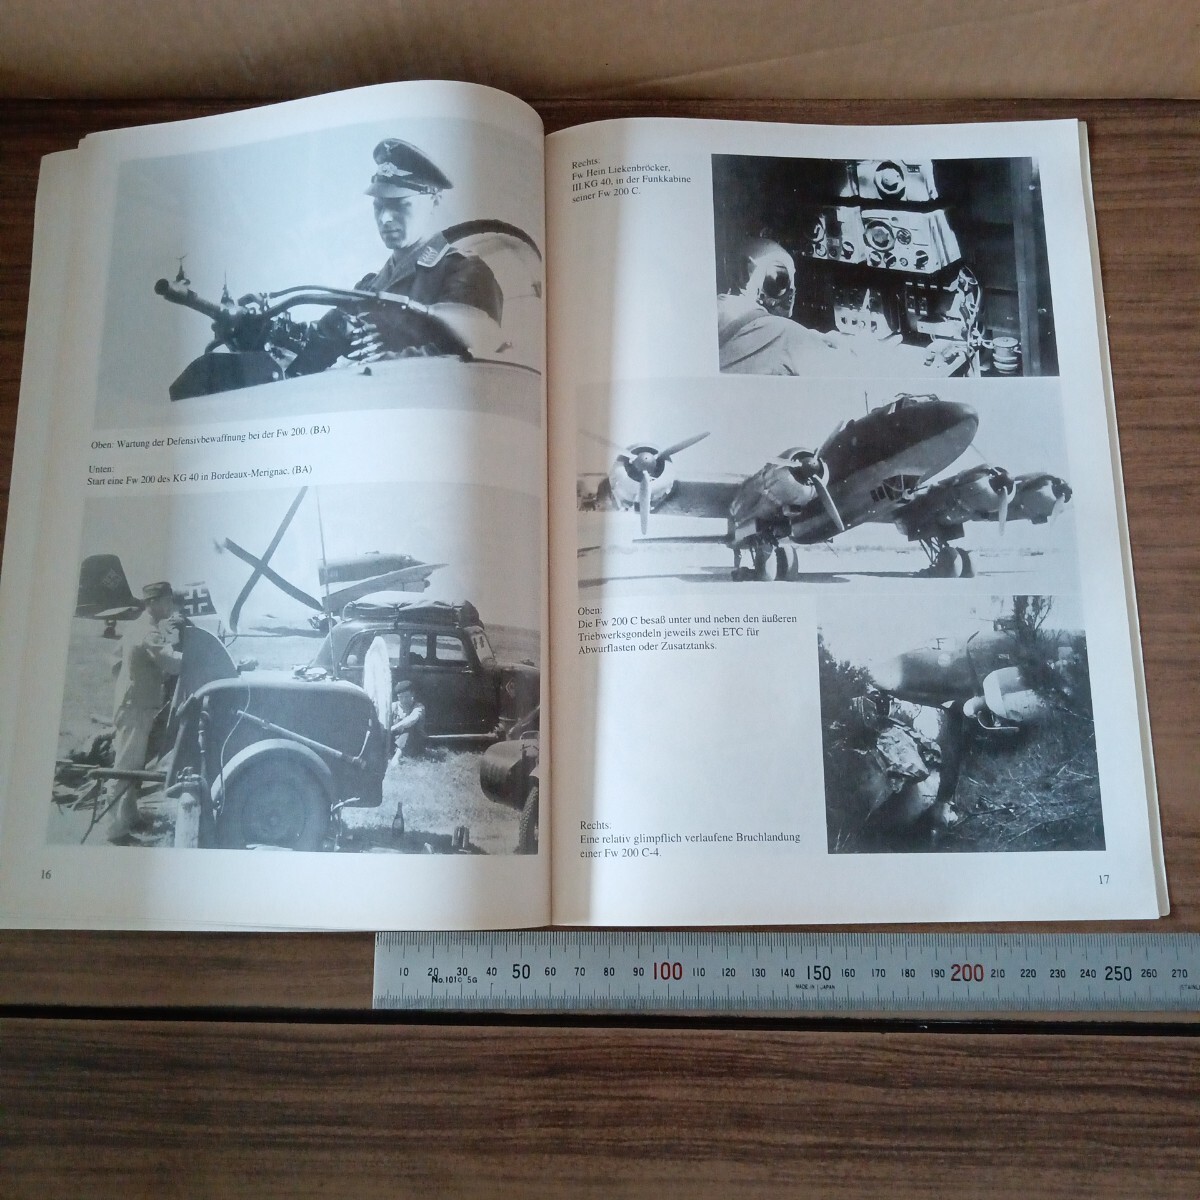 Oben: Wartung der Defensivbewaffnung bei der Fw 200. (BA)
Unten:
Start eine Fw 200 des KG 40 in Bordeaux-Merignac. (BA)
16
Rechts:
Fw Hein Liekenbröcker,
III.KG 40, in der Funkkabine
seiner Fw 200 C.
Oben:
Die Fw 200 C besaß unter und neben den äußeren
Triebwerksgondeln jeweils zwei ETC für
Abwurflasten oder Zusatztanks.
Rechts:
Eine relativ glimpflich verlaufene Bruchlandung
einer Fw 200 C-4.
17
10 20 30 40 50 60 70 80 90 100 110 120 130 140 150 160 170 180 190 200 210 220 230 240 250 260 270
MADE IN JAPAN